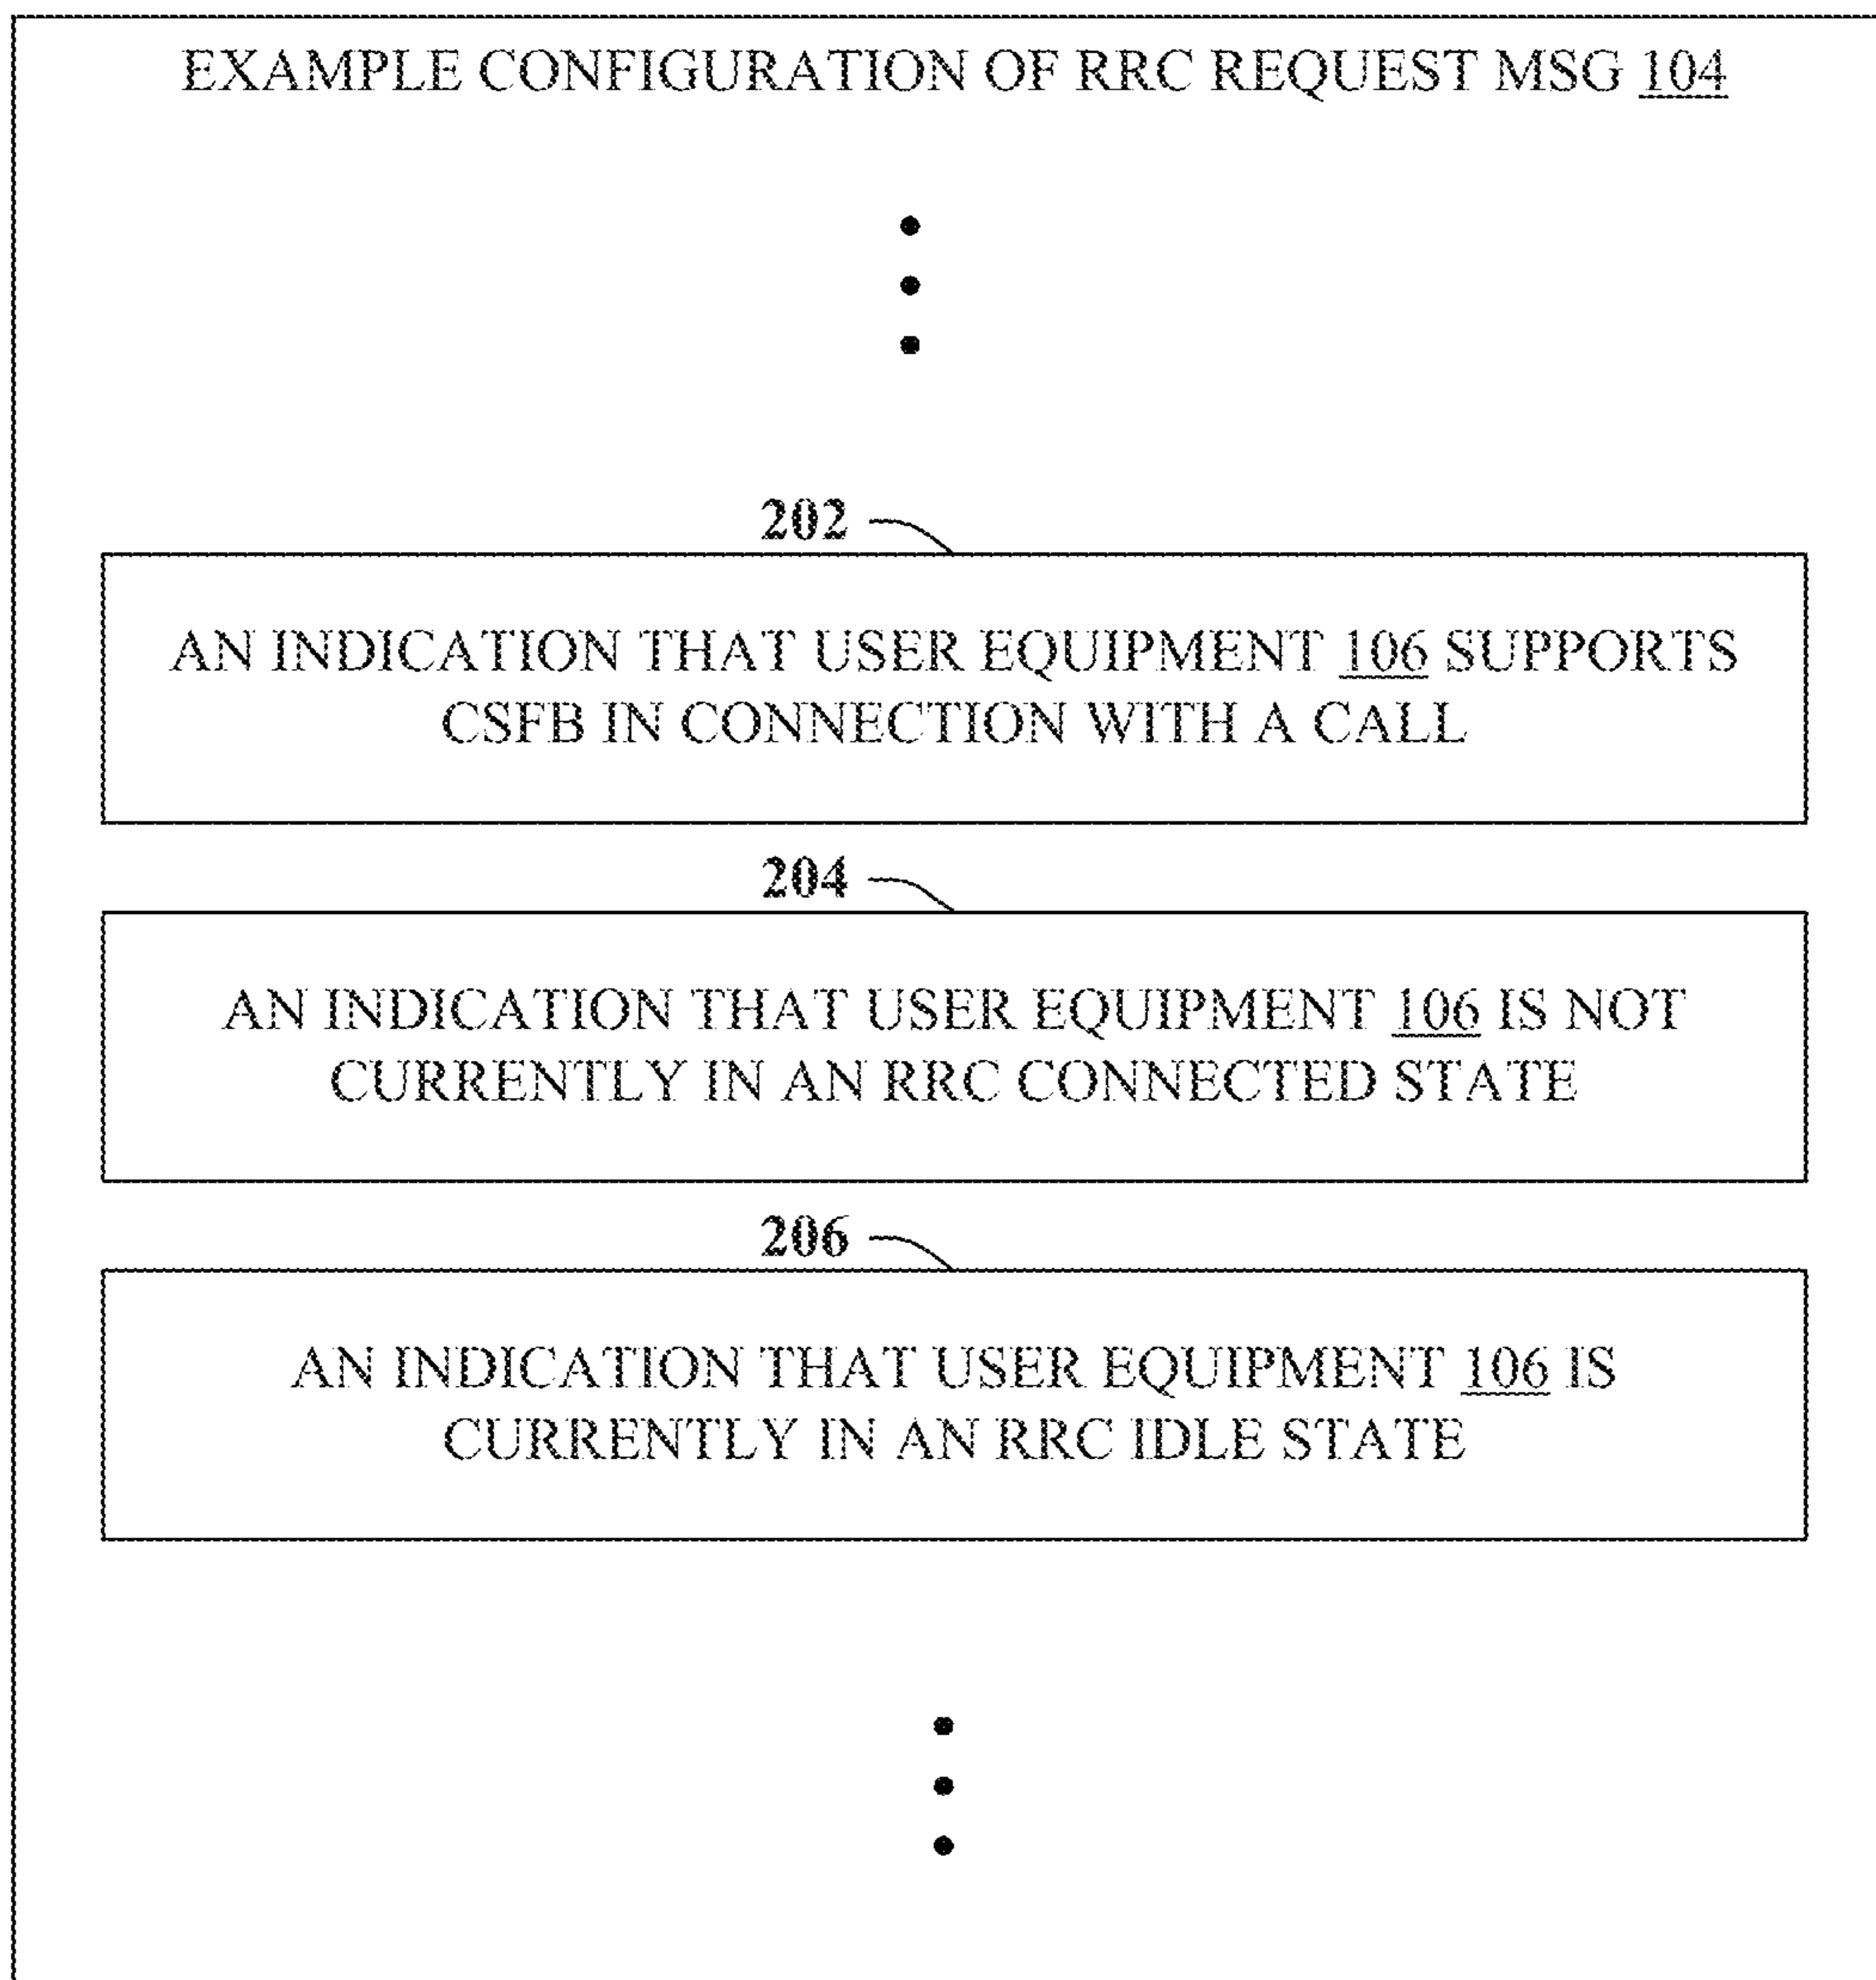 EXAMPLE CONFIGURATION OF RRC REQUEST MSG 104
202
AN INDICATION THAT USER EQUIPMENT 106 SUPPORTS
CSFB IN CONNECTION WITH A CALL
204
AN INDICATION THAT USER EQUIPMENT 106 IS NOT
CURRENTLY IN AN RRC CONNECTED STATE
206
AN INDICATION THAT USER EQUIPMENT 106 IS
CURRENTLY IN AN RRC IDLE STATE